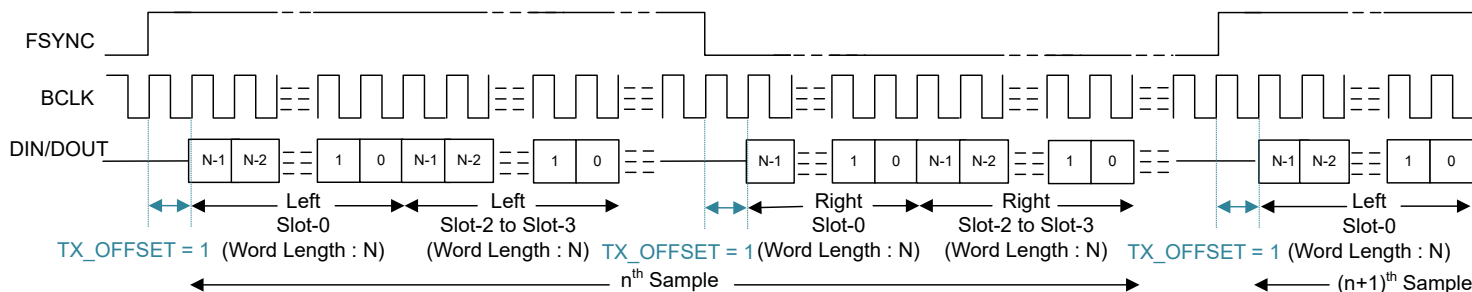 FSYNC
BCLK
DIN/DOUT
N-1 N-2 1 0 N-1 N-2 1 0 N-1 1 0 N-1 N-2 1 0 N-1 N-2 1 0
Left Left Right Right Left
Slot-0 Slot-2 to Slot-3 Slot-0 Slot-2 to Slot-3 Slot-0
TX_OFFSET = 1 (Word Length : N) (Word Length : N) TX_OFFSET = 1 (Word Length : N) (Word Length : N) TX_OFFSET = 1 (Word Length : N)
nth Sample (n+1)th Sample